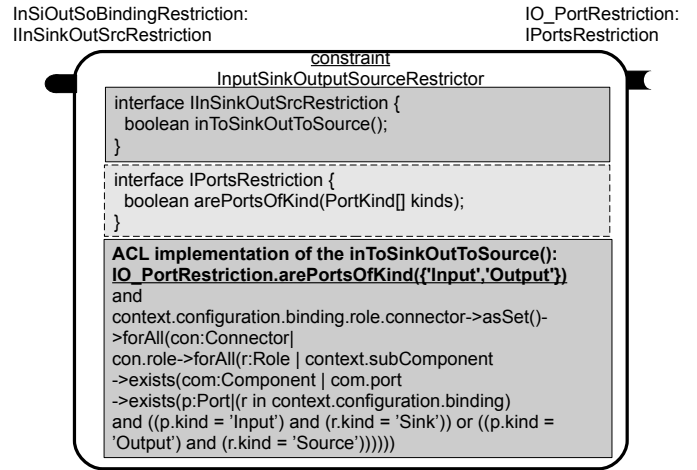 InSiOutSoBindingRestriction:
IInSinkOutSrcRestriction
IO_PortRestriction:
IPortsRestriction
constraint
InputSinkOutputSourceRestrictor
interface IInSinkOutSrcRestriction {
boolean inToSinkOutToSource();
}
interface IPortsRestriction {
boolean arePortsOfKind(PortKind[] kinds);
}
ACL implementation of the inToSinkOutToSource():
IO_PortRestriction.arePortsOfKind({'Input','Output'})
and
context.configuration.binding.role.connector->asSet()-
>forAll(con:Connector|
con.role->forAll(r:Role | context.subComponent
->exists(com:Component | com.port
->exists(p:Port|(r in context.configuration.binding)
and ((p.kind = 'Input') and (r.kind = 'Sink')) or ((p.kind =
'Output') and (r.kind = 'Source'))))))